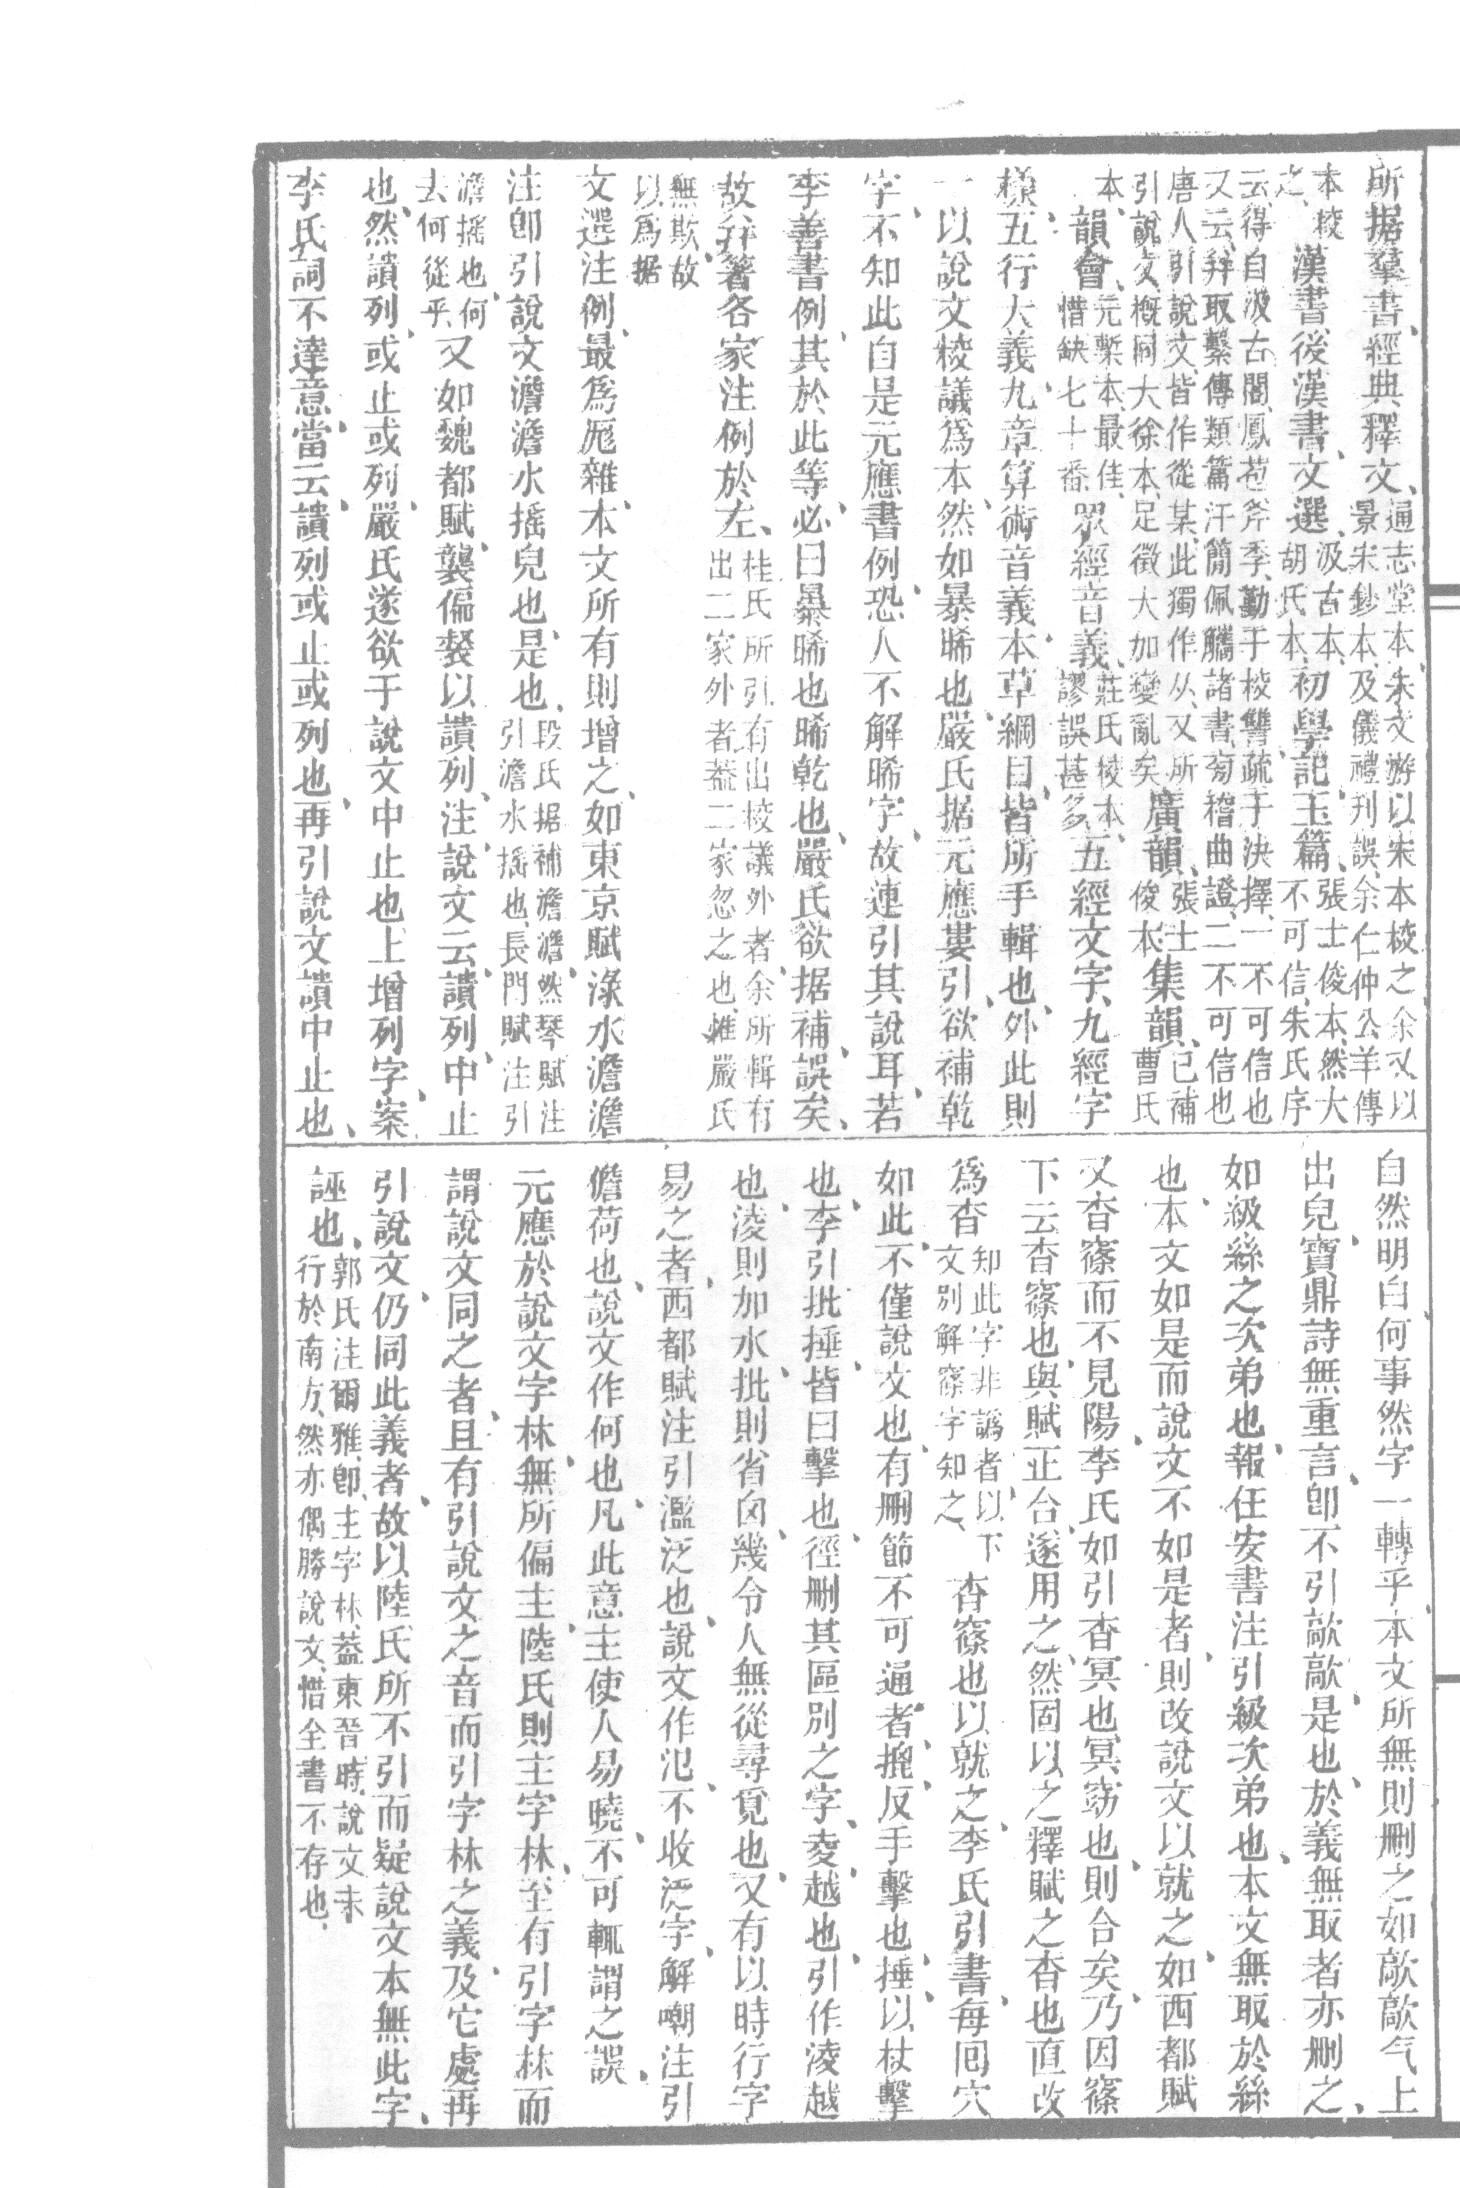 所据羣書、經典釋文、通志堂本、朱文游以宋本校之、余又以
景宋鈔本、及儀禮刊誤、余仁仲公羊傳
本校
之、漢書、後漢書、文選、汲古本、
胡氏本、初學記、玉篇、張士俊本、然大
不可信、朱氏序
云、得自汲古閣、鳳苞斧季、勤于校讐、疏于決擇、一不可信也
又云、幷取繫傳類篇汗簡佩觿諸書、旁稽曲證、二不可信也
唐人引說文、皆作從某、此獨作从、又所
引說文、槪同大徐本、足徵大加變亂矣廣韻、張士
俊本集韻、已補
曹氏
本、韻會、元槧本、最佳、
惜缺七十番眾經音義、莊氏校本、
謬誤甚多五經文字、九經字
樣、五行大義、九章算術音義、本草綱目、皆所手輯也、外此則
一以說文校議爲本、然如暴晞也、嚴氏据元應婁引、欲補乾
字、不知此自是元應書例、恐人不解晞字、故連引其說耳、若
李善書例、其於此等、必曰暴晞也晞乾也、嚴氏欲据補、誤矣、
故幷箸各家注例於左、桂氏所引有出校議外者、余所輯有
出二家外者、葢二家忽之也、惟嚴氏
無欺、故
以爲据
文選注例、最爲尨雜、本文所有則增之、如東京賦淥水澹澹
注卽引說文澹澹水搖皃也、是也、段氏据補澹澹、然琴賦注
引澹水搖也、長門賦注引
澹搖也、何
去何從乎、又如魏都賦、襲偏裻以䜋列、注、說文云、䜋列、中止
也、然䜋列、或止或列、嚴氏遂欲于說文中止也上增列字、案
李氏詞不達意、當云、䜋列、或止或列也、再引說文䜋中止也、
自然明白、何事然字一轉乎、本文所無則刪之、如歊歊气上
出皃、寶鼎詩無重言、卽不引歊歊是也、於義無取者亦刪之、
如級絲之次弟也、報任安書注引級次弟也、本文無取於絲
也、本文如是而說文不如是者、則改說文以就之、如西都賦
又杳窱而不見陽、李氏如引杳冥也冥窈也則合矣、乃因窱
下云杳窱也、與賦正合、遂用之、然固以之釋賦之杳也、直改
爲杳知此字非譌者、以下
文別解窱字知之、杳窱也以就之、李氏引書、每囘穴
如此、不僅說文也、有刪節不可通者、㨢反手擊也、捶以杖擊
也、李引批捶皆曰擊也、徑刪其區別之字、夌越也、引作淩越
也、淩則加水、批則省囟、幾令人無從尋覓也、又有以時行字
易之者、西都賦注引濫泛也、說文作氾、不收泛字、解嘲注引
儋荷也、說文作何也、凡此意主使人易曉、不可輒謂之誤、
元應於說文字林、無所偏主、陸氏則主字林、至有引字林而
謂說文同之者、且有引說文之音而引字林之義、及它處再
引說文、仍同此義者、故以陸氏所不引而疑說文本無此字、
誣也、郭氏注爾雅、卽主字林、葢東晉時、說文未
行於南方、然亦偶勝說文、惜全書不存也、